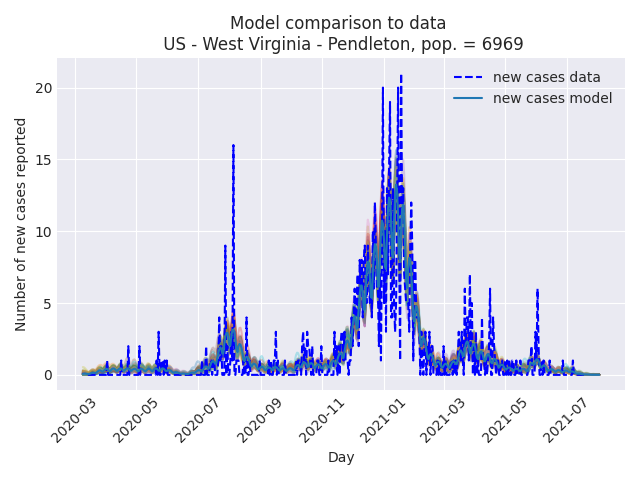 Model comparison to data
US - West Virginia - Pendleton, pop. = 6969
new cases data
new cases model
Number of new cases reported
20
15
10
5
0
2020-03
2020-05
2020-07
2020-09
2020-11
2021-01
2021-03
2021-05
2021-07
Day